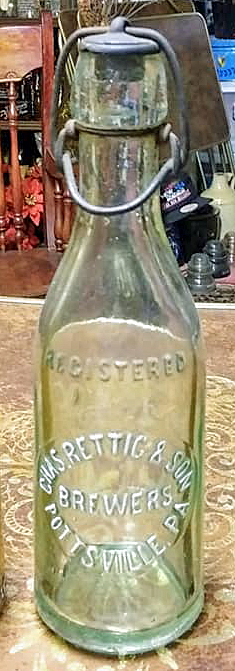 REGISTERED
CHAS. RETTIG & SON
BREWERS
POTTSVILLE, PA